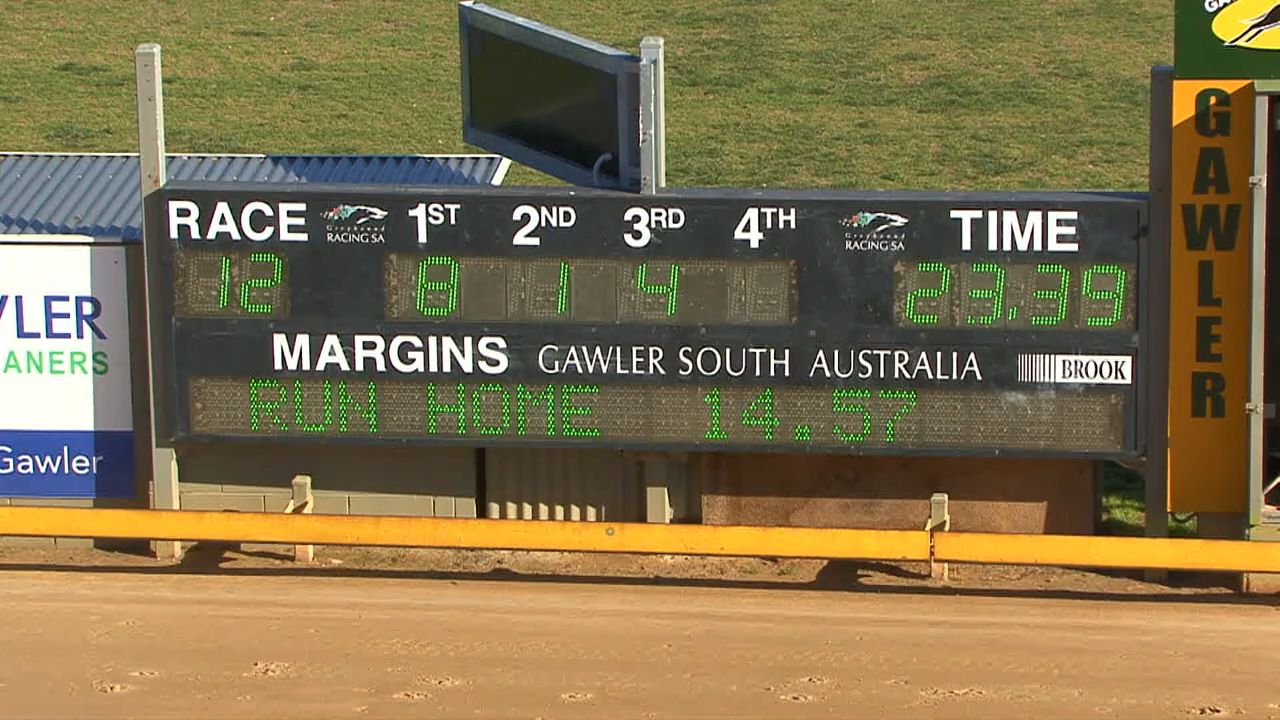 RACE 1ST 2ND 3RD 4TH TIME
Greyhound RACING SA
Greyhound RACING SA
12 8 1 4 23.39
MARGINS GAWLER SOUTH AUSTRALIA BROOK
RUN HOME 14.57
GAWLER
VLER
ANERS
Gawler